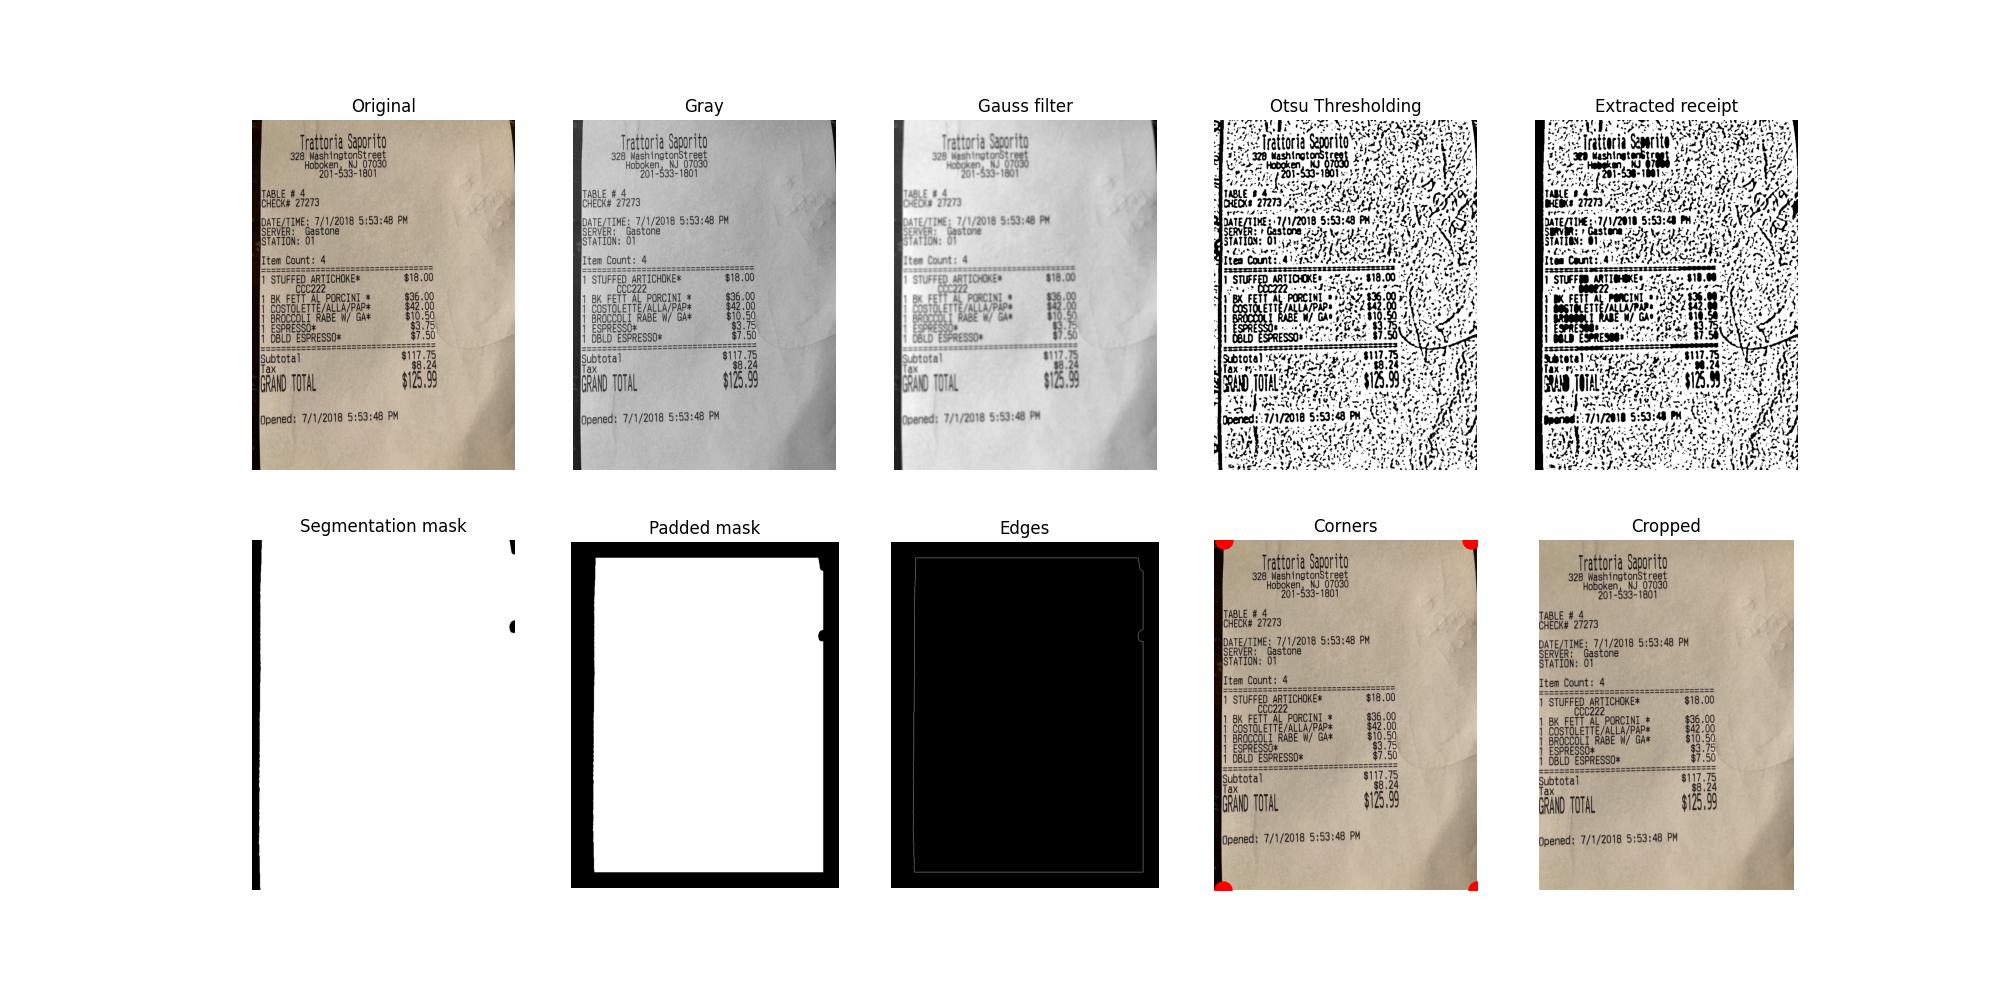 Original
Trattoria Saporito
328 WashingtonStreet
Hoboken, NJ 07030
201-533-1801
TABLE # 4
CHECK# 27273
DATE/TIME: 7/1/2018 5:53:48 PM
SERVER: Gastone
STATION: 01
Item Count: 4
1 STUFFED ARTICHOKE* $18.00
CCC222
1 BK FETT AL PORCINI * $36.00
1 COSTOLETTE/ALLA/PAP* $42.00
1 BROCCOLI RABE W/ GA* $10.50
1 ESPRESSO* $3.75
1 DBLD ESPRESSO* $7.50
Subtotal $117.75
Tax $8.24
GRAND TOTAL $125.99
Opened: 7/1/2018 5:53:48 PM
Gray
Trattoria Saporito
328 WashingtonStreet
Hoboken, NJ 07030
201-533-1801
TABLE # 4
CHECK# 27273
DATE/TIME: 7/1/2018 5:53:48 PM
SERVER: Gastone
STATION: 01
Item Count: 4
1 STUFFED ARTICHOKE* $18.00
CCC222
1 BK FETT AL PORCINI * $36.00
1 COSTOLETTE/ALLA/PAP* $42.00
1 BROCCOLI RABE W/ GA* $10.50
1 ESPRESSO* $3.75
1 DBLD ESPRESSO* $7.50
Subtotal $117.75
Tax $8.24
GRAND TOTAL $125.99
Opened: 7/1/2018 5:53:48 PM
Gauss filter
Trattoria Saporito
328 WashingtonStreet
Hoboken, NJ 07030
201-533-1801
TABLE # 4
CHECK# 27273
DATE/TIME: 7/1/2018 5:53:48 PM
SERVER: Gastone
STATION: 01
Item Count: 4
1 STUFFED ARTICHOKE* $18.00
CCC222
1 BK FETT AL PORCINI * $36.00
1 COSTOLETTE/ALLA/PAP* $42.00
1 BROCCOLI RABE W/ GA* $10.50
1 ESPRESSO* $3.75
1 DBLD ESPRESSO* $7.50
Subtotal $117.75
Tax $8.24
GRAND TOTAL $125.99
Opened: 7/1/2018 5:53:48 PM
Otsu Thresholding
Trattoria Saporito
328 WashingtonStreet
Hoboken, NJ 07030
201-533-1801
TABLE # 4
CHECK# 27273
DATE/TIME: 7/1/2018 5:53:48 PM
SERVER: Gastone
STATION: 01
Item Count: 4
1 STUFFED ARTICHOKE* $18.00
CCC222
1 BK FETT AL PORCINI * $36.00
1 COSTOLETTE/ALLA/PAP* $42.00
1 BROCCOLI RABE W/ GA* $10.50
1 ESPRESSO* $3.75
1 DBLD ESPRESSO* $7.50
Subtotal $117.75
Tax $8.24
GRAND TOTAL $125.99
Opened: 7/1/2018 5:53:48 PM
Extracted receipt
Trattoria Saporito
WashingtonStreet
Hoboken, NJ
TABLE # 4
27273
DATE/TIME: 7/1/2018 5:53:48 PM
Gastone
STATION:
Item Count: 4
1 STUFFED ARTICHOKE* $18.00
FETT AL PORCINI * $36.00
COSTOLETTE/ALLA/PAP* $42.00
RABE W/ GA* $10.50
$3.75
ESPRESSO* $7.50
Subtotal $117.75
Tax $8.24
GRAND TOTAL $125.99
7/1/2018 5:53:48 PM
Segmentation mask
Padded mask
Edges
Corners
Trattoria Saporito
328 WashingtonStreet
Hoboken, NJ 07030
201-533-1801
TABLE # 4
CHECK# 27273
DATE/TIME: 7/1/2018 5:53:48 PM
SERVER: Gastone
STATION: 01
Item Count: 4
1 STUFFED ARTICHOKE* $18.00
CCC222
1 BK FETT AL PORCINI * $36.00
1 COSTOLETTE/ALLA/PAP* $42.00
1 BROCCOLI RABE W/ GA* $10.50
1 ESPRESSO* $3.75
1 DBLD ESPRESSO* $7.50
Subtotal $117.75
Tax $8.24
GRAND TOTAL $125.99
Opened: 7/1/2018 5:53:48 PM
Cropped
Trattoria Saporito
328 WashingtonStreet
Hoboken, NJ 07030
201-533-1801
TABLE # 4
CHECK# 27273
DATE/TIME: 7/1/2018 5:53:48 PM
SERVER: Gastone
STATION: 01
Item Count: 4
1 STUFFED ARTICHOKE* $18.00
CCC222
1 BK FETT AL PORCINI * $36.00
1 COSTOLETTE/ALLA/PAP* $42.00
1 BROCCOLI RABE W/ GA* $10.50
1 ESPRESSO* $3.75
1 DBLD ESPRESSO* $7.50
Subtotal $117.75
Tax $8.24
GRAND TOTAL $125.99
Opened: 7/1/2018 5:53:48 PM